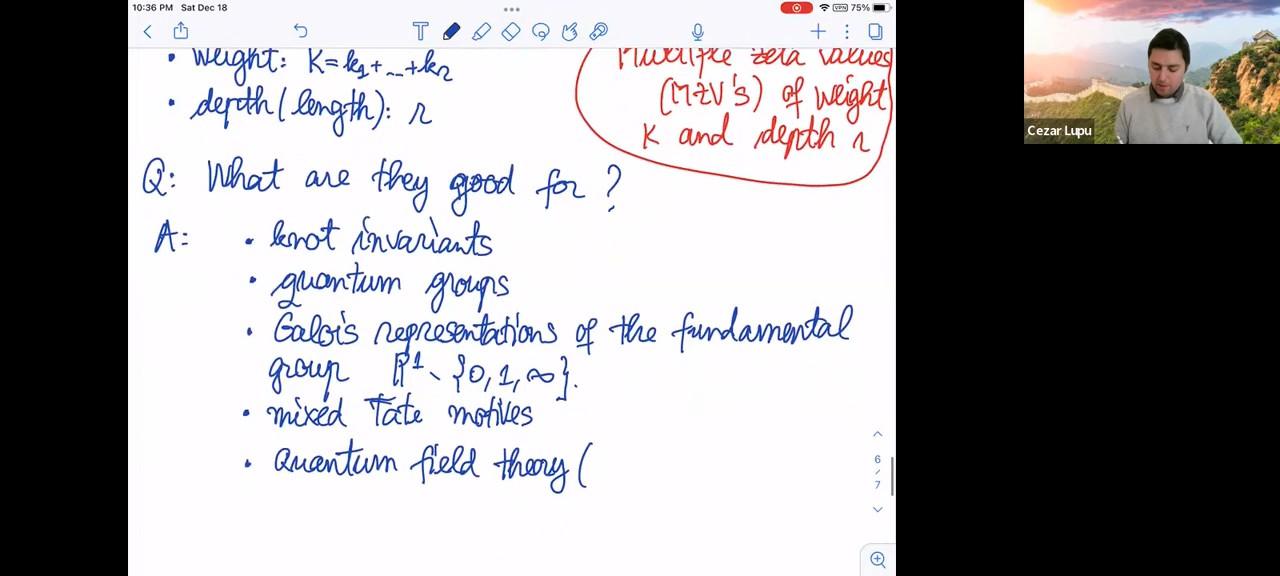 10:36 PM Sat Dec 18
VPN 75%
• weight: K=k₁+...+kᵣ
• depth (length): r
Multiple zeta values
(MZV's) of weight
K and depth r
Q: What are they good for?
A: • knot invariants
• quantum groups
• Galois representations of the fundamental
group ℙ¹ \ {0,1,∞}.
• mixed Tate motives
• Quantum field theory (
6
/
7
Cezar Lupu